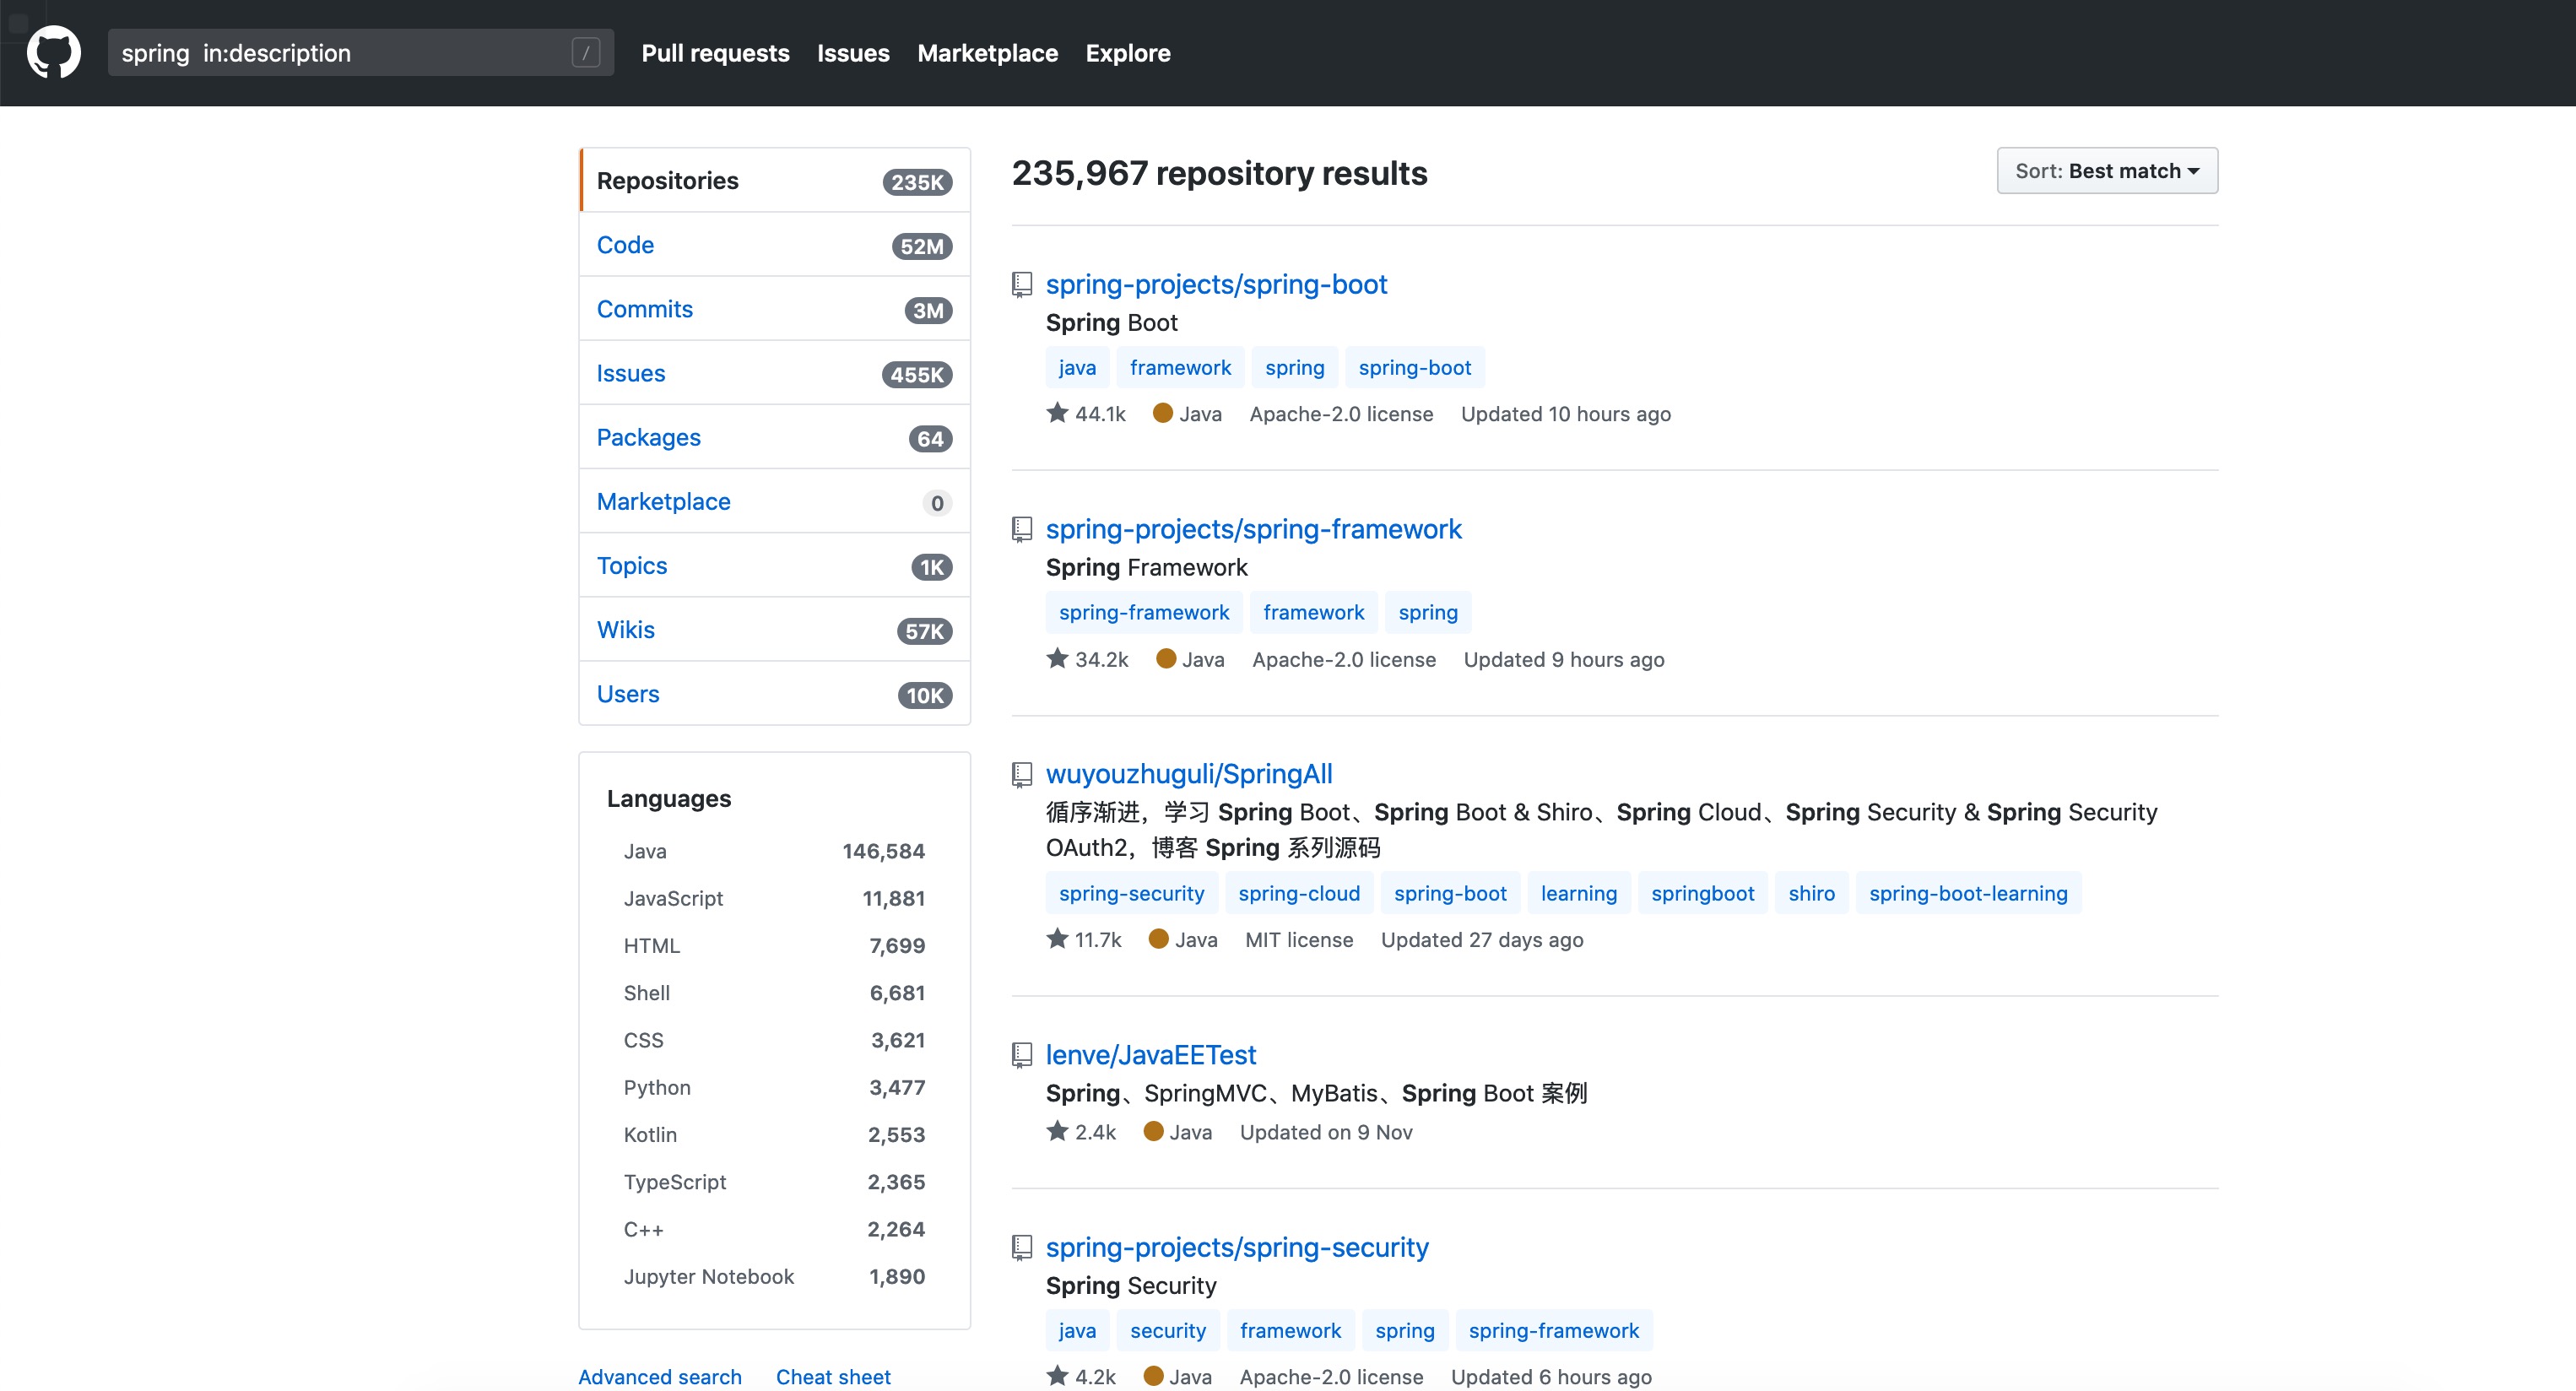 spring  in:description /
Pull requests Issues Marketplace Explore
Repositories 235K
Code 52M
Commits 3M
Issues 455K
Packages 64
Marketplace 0
Topics 1K
Wikis 57K
Users 10K
Languages
Java 146,584
JavaScript 11,881
HTML 7,699
Shell 6,681
CSS 3,621
Python 3,477
Kotlin 2,553
TypeScript 2,365
C++ 2,264
Jupyter Notebook 1,890
Advanced search Cheat sheet
235,967 repository results
Sort: Best match
spring-projects/spring-boot
Spring Boot
java framework spring spring-boot
44.1k Java Apache-2.0 license Updated 10 hours ago
spring-projects/spring-framework
Spring Framework
spring-framework framework spring
34.2k Java Apache-2.0 license Updated 9 hours ago
wuyouzhuguli/SpringAll
循序渐进，学习 Spring Boot、Spring Boot & Shiro、Spring Cloud、Spring Security & Spring Security
OAuth2，博客 Spring 系列源码
spring-security spring-cloud spring-boot learning springboot shiro spring-boot-learning
11.7k Java MIT license Updated 27 days ago
lenve/JavaEETest
Spring、SpringMVC、MyBatis、Spring Boot 案例
2.4k Java Updated on 9 Nov
spring-projects/spring-security
Spring Security
java security framework spring spring-framework
4.2k Java Apache-2.0 license Updated 6 hours ago